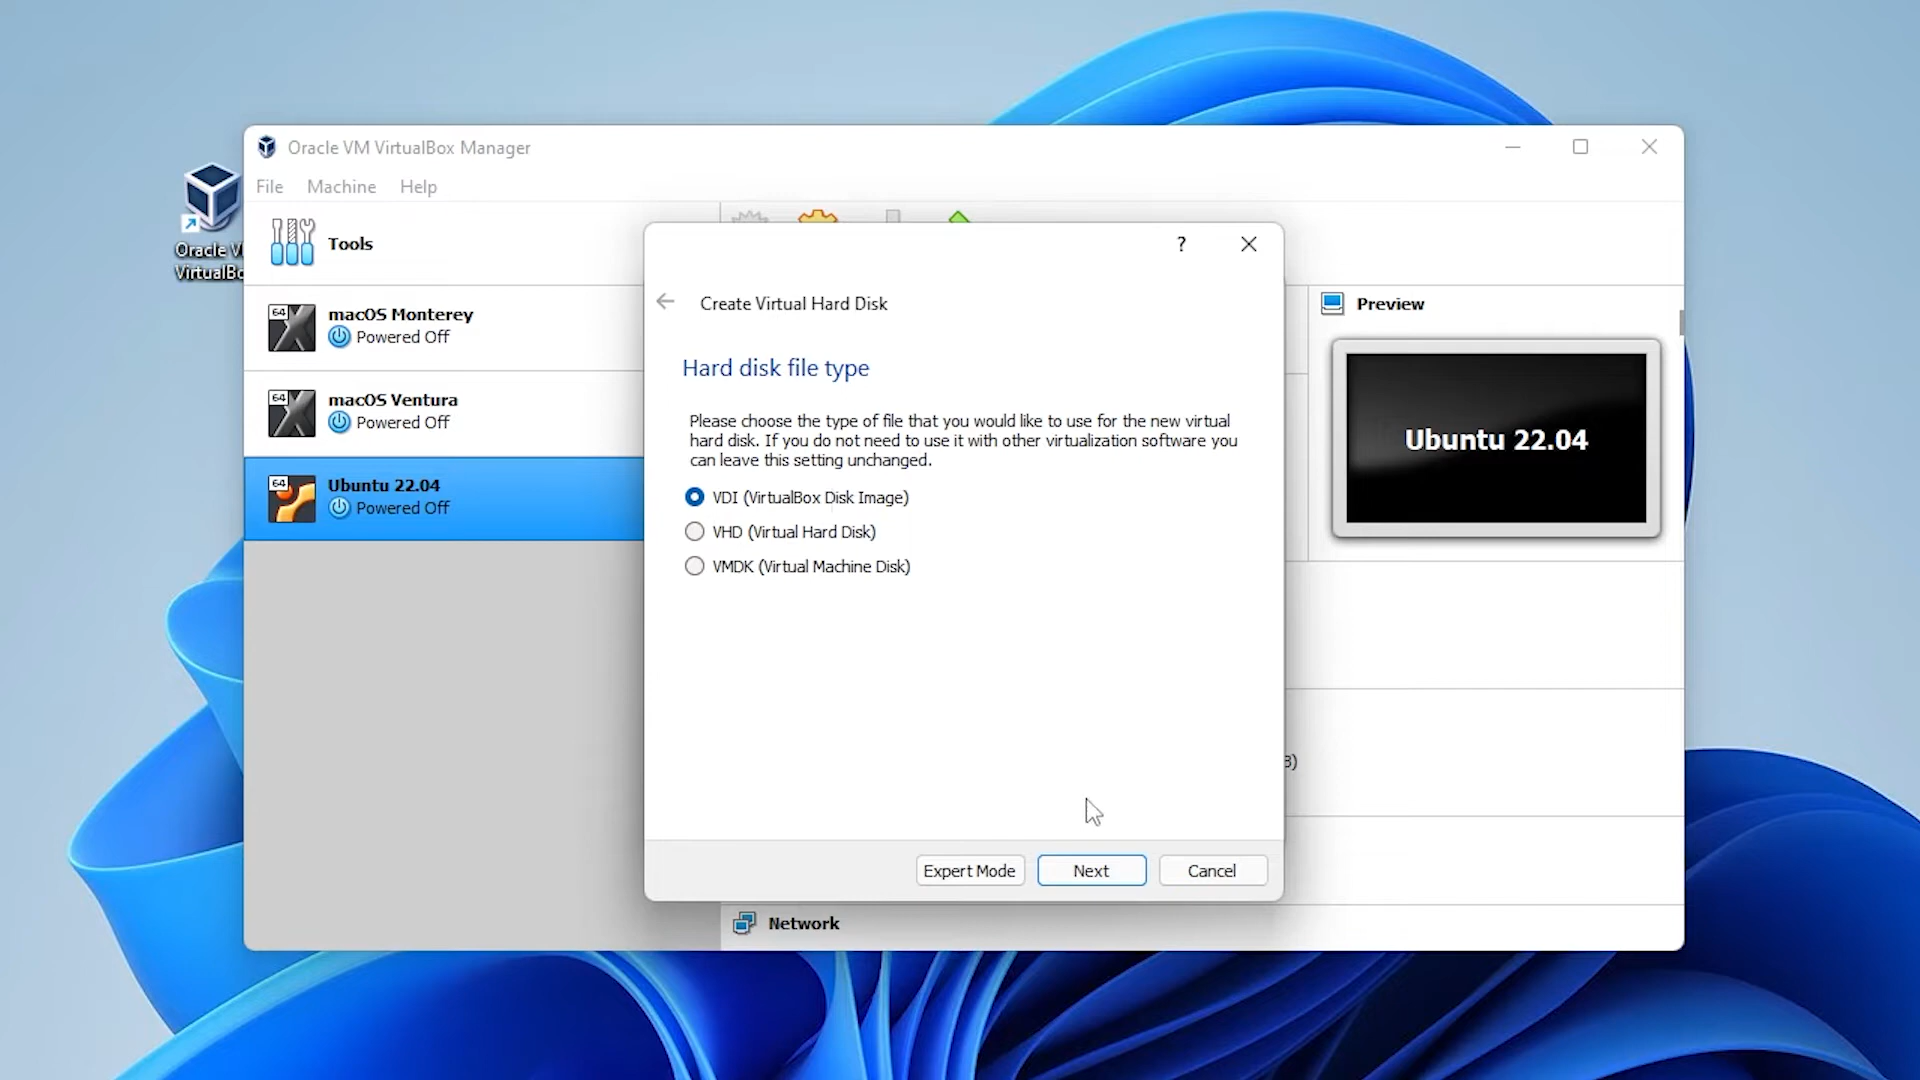 Oracle VM VirtualBox Manager
File Machine Help
Tools
64
macOS Monterey
Powered Off
64
macOS Ventura
Powered Off
64
Ubuntu 22.04
Powered Off
?
Create Virtual Hard Disk
Hard disk file type
Please choose the type of file that you would like to use for the new virtual
hard disk. If you do not need to use it with other virtualization software you
can leave this setting unchanged.
VDI (VirtualBox Disk Image)
VHD (Virtual Hard Disk)
VMDK (Virtual Machine Disk)
Expert Mode
Next
Cancel
Preview
Ubuntu 22.04
Network
Oracle